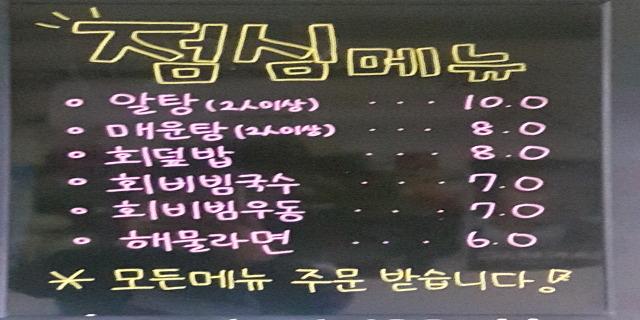 점심메뉴
• 알탕 (2人이상) ... 10.0
• 매운탕 (2人이상) ... 8.0
• 회덮밥 ... 8.0
• 회비빔국수 ... 7.0
• 회비빔우동 ... 7.0
• 해물라면 ... 6.0
* 모든메뉴 주문 받습니다!